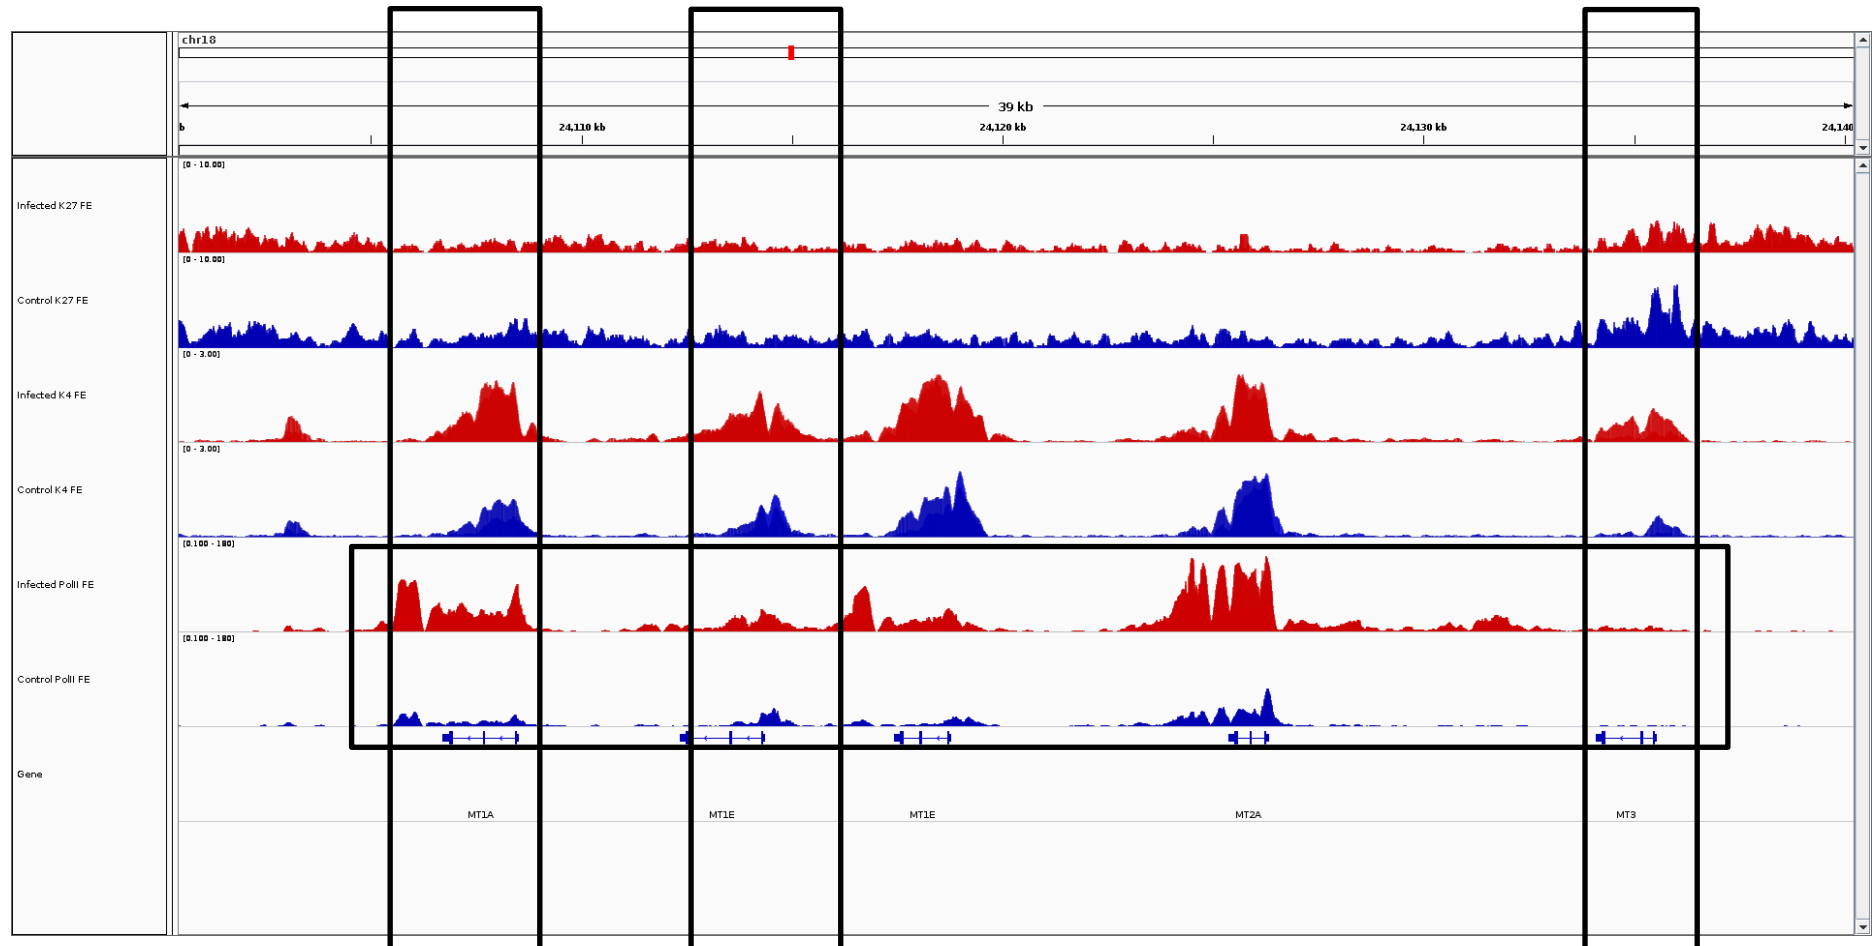 chr18
39 kb
b
24,110 kb
24,120 kb
24,130 kb
24,140
[0 - 10.00]
Infected K27 FE
[0 - 10.00]
Control K27 FE
[0 - 3.00]
Infected K4 FE
[0 - 3.00]
Control K4 FE
[0.100 - 180]
Infected PolII FE
[0.100 - 180]
Control PolII FE
Gene
MT1A
MT1E
MT1E
MT2A
MT3